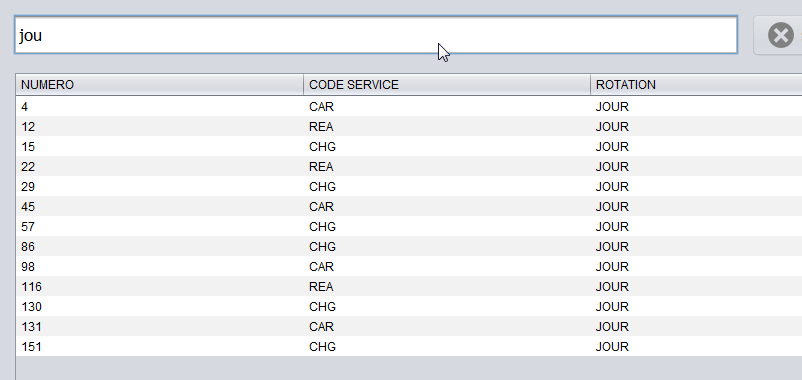 jou
NUMERO CODE SERVICE ROTATION
4 CAR JOUR
12 REA JOUR
15 CHG JOUR
22 REA JOUR
29 CHG JOUR
45 CAR JOUR
57 CHG JOUR
86 CHG JOUR
98 CAR JOUR
116 REA JOUR
130 CHG JOUR
131 CAR JOUR
151 CHG JOUR